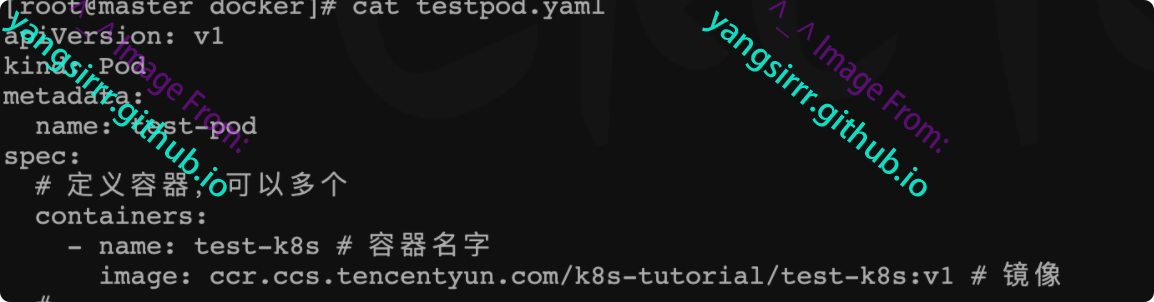 [root@master docker]# cat testpod.yaml
apiVersion: v1
kind: Pod
metadata:
  name: test-pod
spec:
  # 定义容器，可以多个
  containers:
    - name: test-k8s # 容器名字
      image: ccr.ccs.tencentyun.com/k8s-tutorial/test-k8s:v1 # 镜像
      #
^_^ Image From:
yangsirrr.github.io
^_^ Image From:
yangsirrr.github.io